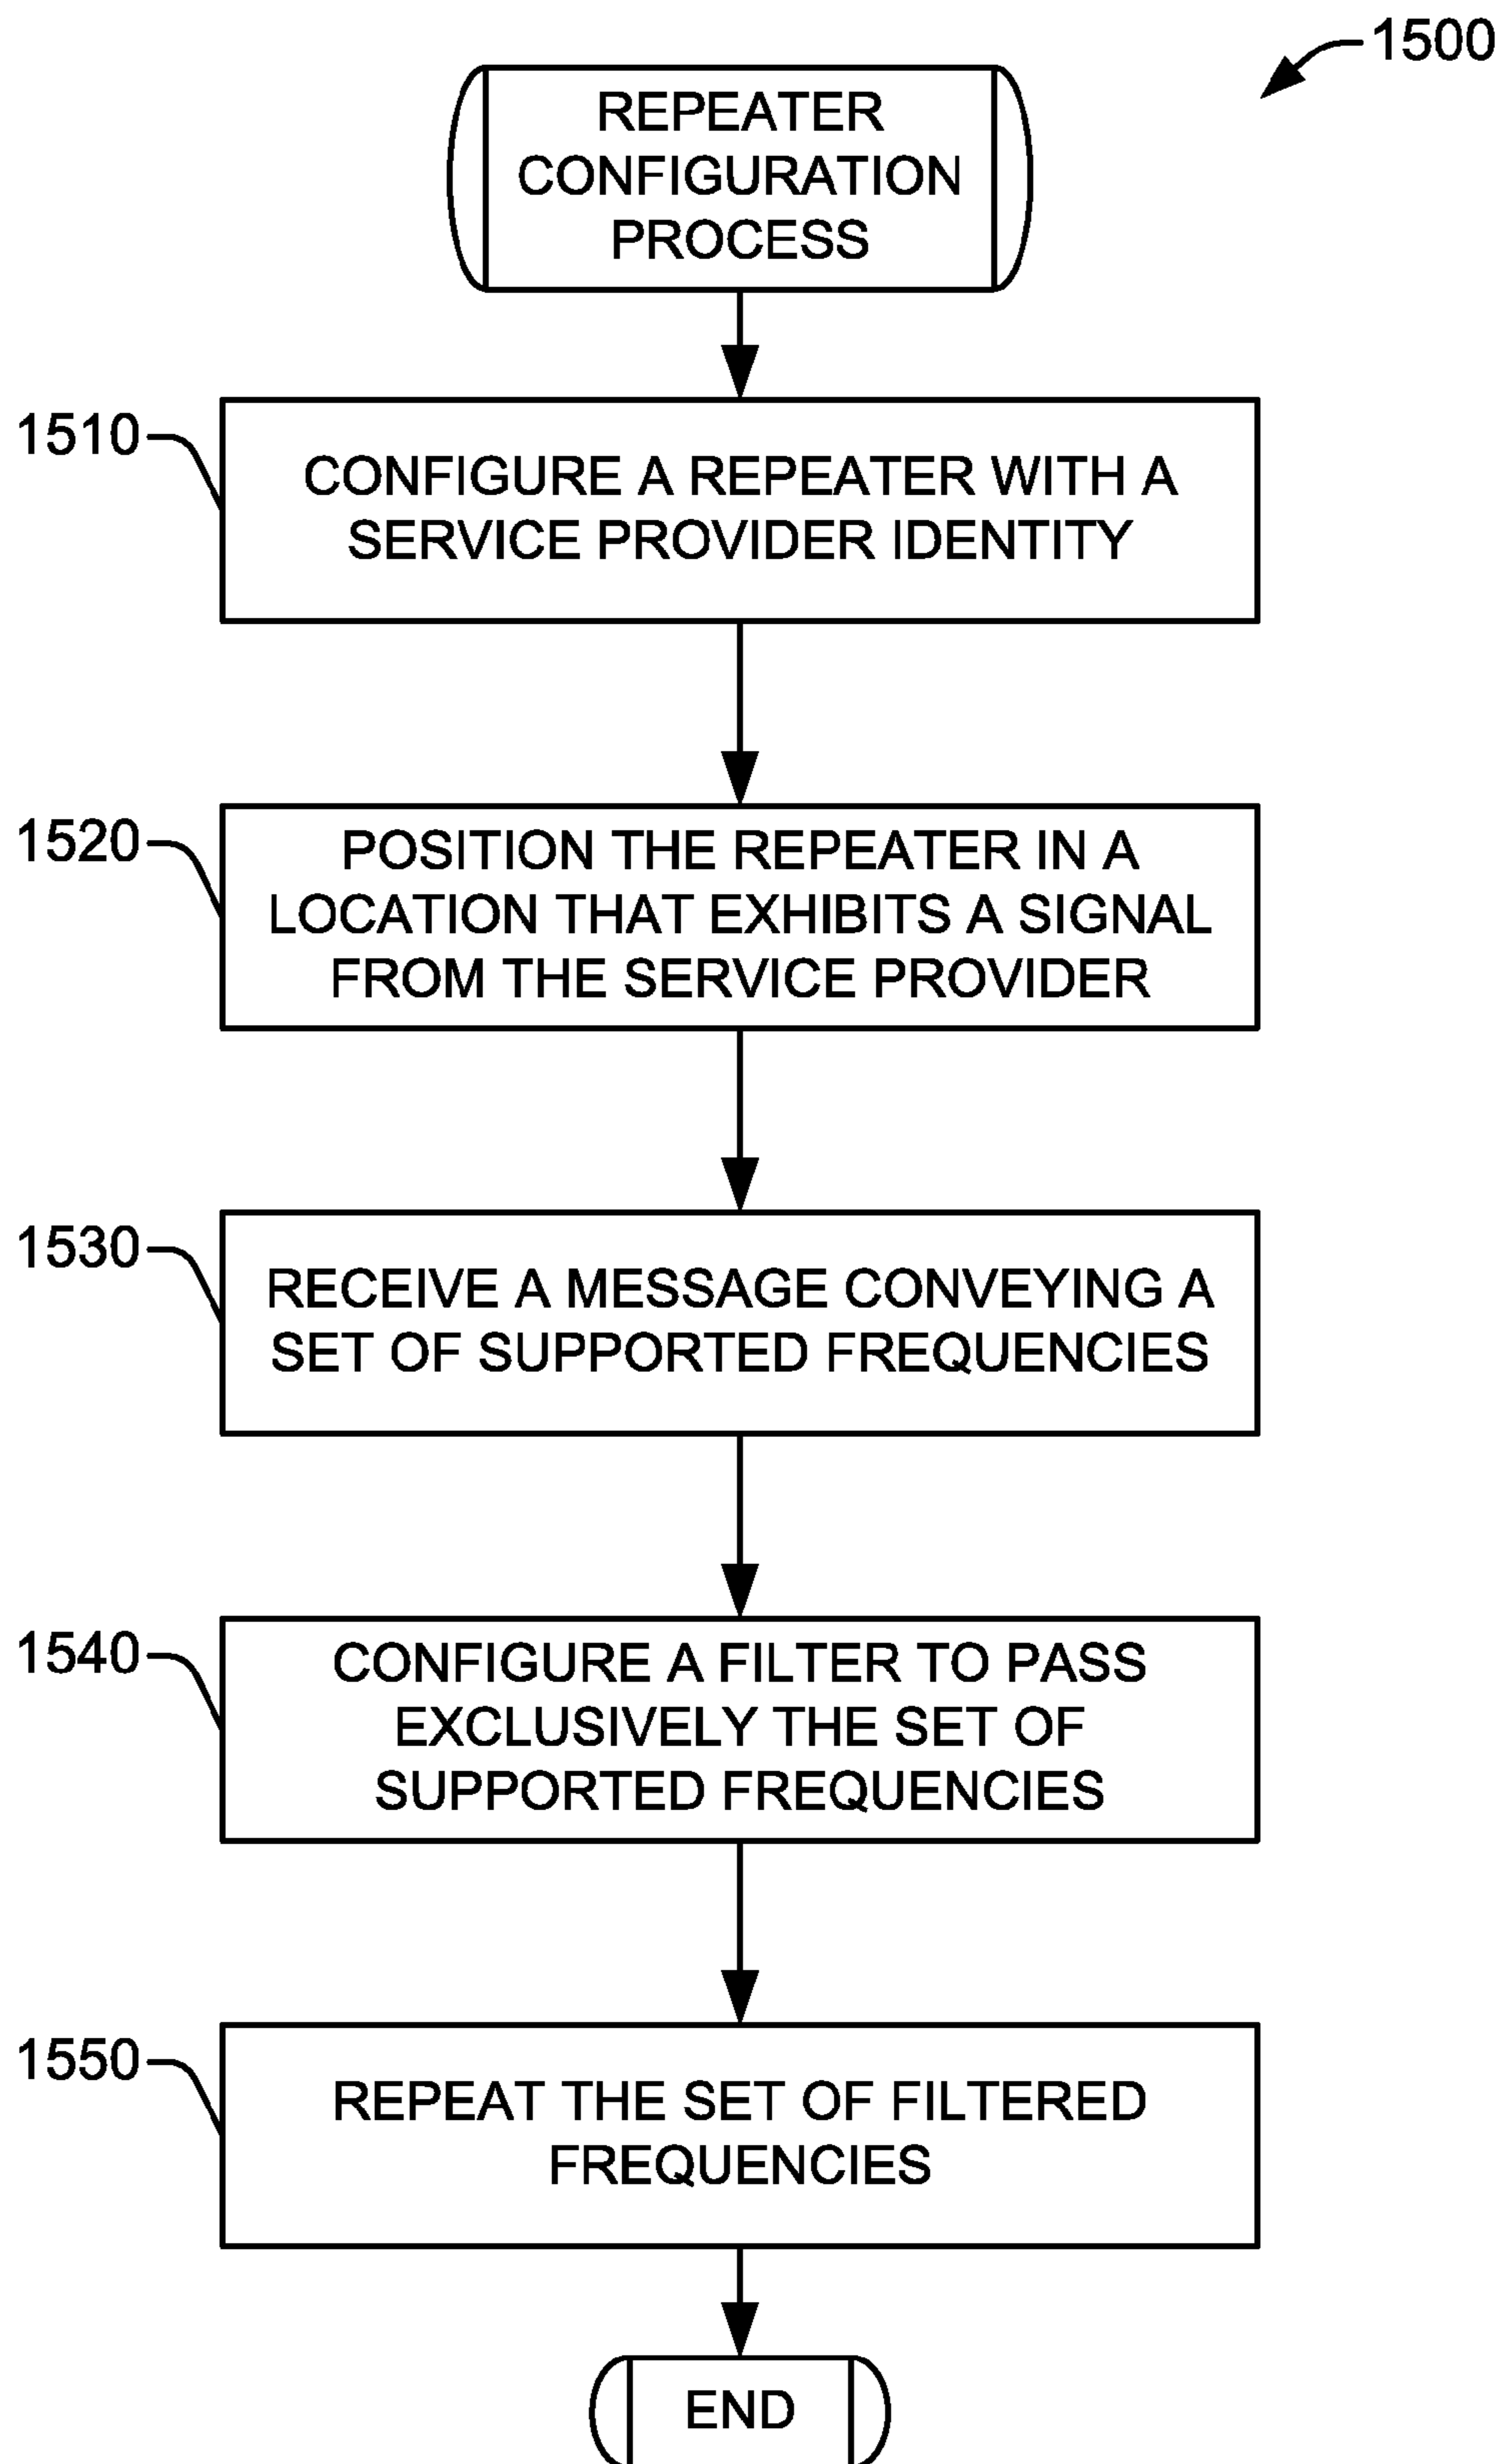 1500
REPEATER
CONFIGURATION
PROCESS
1510
CONFIGURE A REPEATER WITH A
SERVICE PROVIDER IDENTITY
1520
POSITION THE REPEATER IN A
LOCATION THAT EXHIBITS A SIGNAL
FROM THE SERVICE PROVIDER
1530
RECEIVE A MESSAGE CONVEYING A
SET OF SUPPORTED FREQUENCIES
1540
CONFIGURE A FILTER TO PASS
EXCLUSIVELY THE SET OF
SUPPORTED FREQUENCIES
1550
REPEAT THE SET OF FILTERED
FREQUENCIES
END